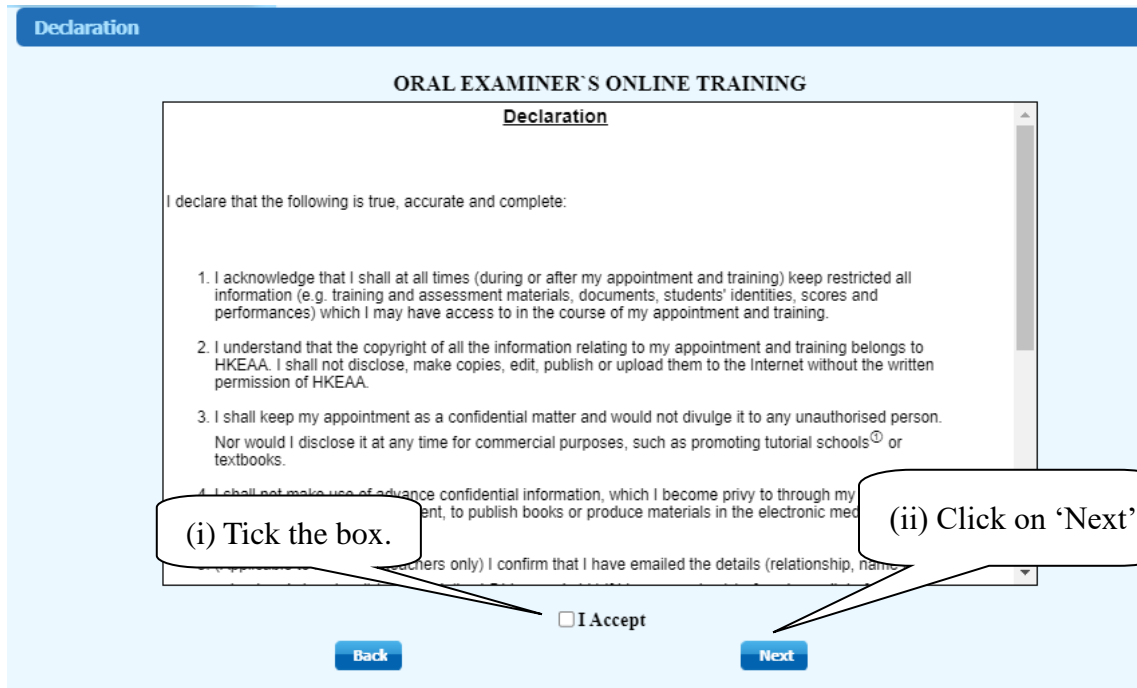 Declaration
ORAL EXAMINER`S ONLINE TRAINING
Declaration
I declare that the following is true, accurate and complete:
1. I acknowledge that I shall at all times (during or after my appointment and training) keep restricted all
information (e.g. training and assessment materials, documents, students' identities, scores and
performances) which I may have access to in the course of my appointment and training.
2. I understand that the copyright of all the information relating to my appointment and training belongs to
HKEAA. I shall not disclose, make copies, edit, publish or upload them to the Internet without the written
permission of HKEAA.
3. I shall keep my appointment as a confidential matter and would not divulge it to any unauthorised person.
Nor would I disclose it at any time for commercial purposes, such as promoting tutorial schools① or
textbooks.
4. I shall not make use of advance confidential information, which I become privy to through my
to publish books or produce materials in the electronic
(i) Tick the box.
(ii) Click on ‘Next’
only) I confirm that I have emailed the details (relationship,
I Accept
Back
Next